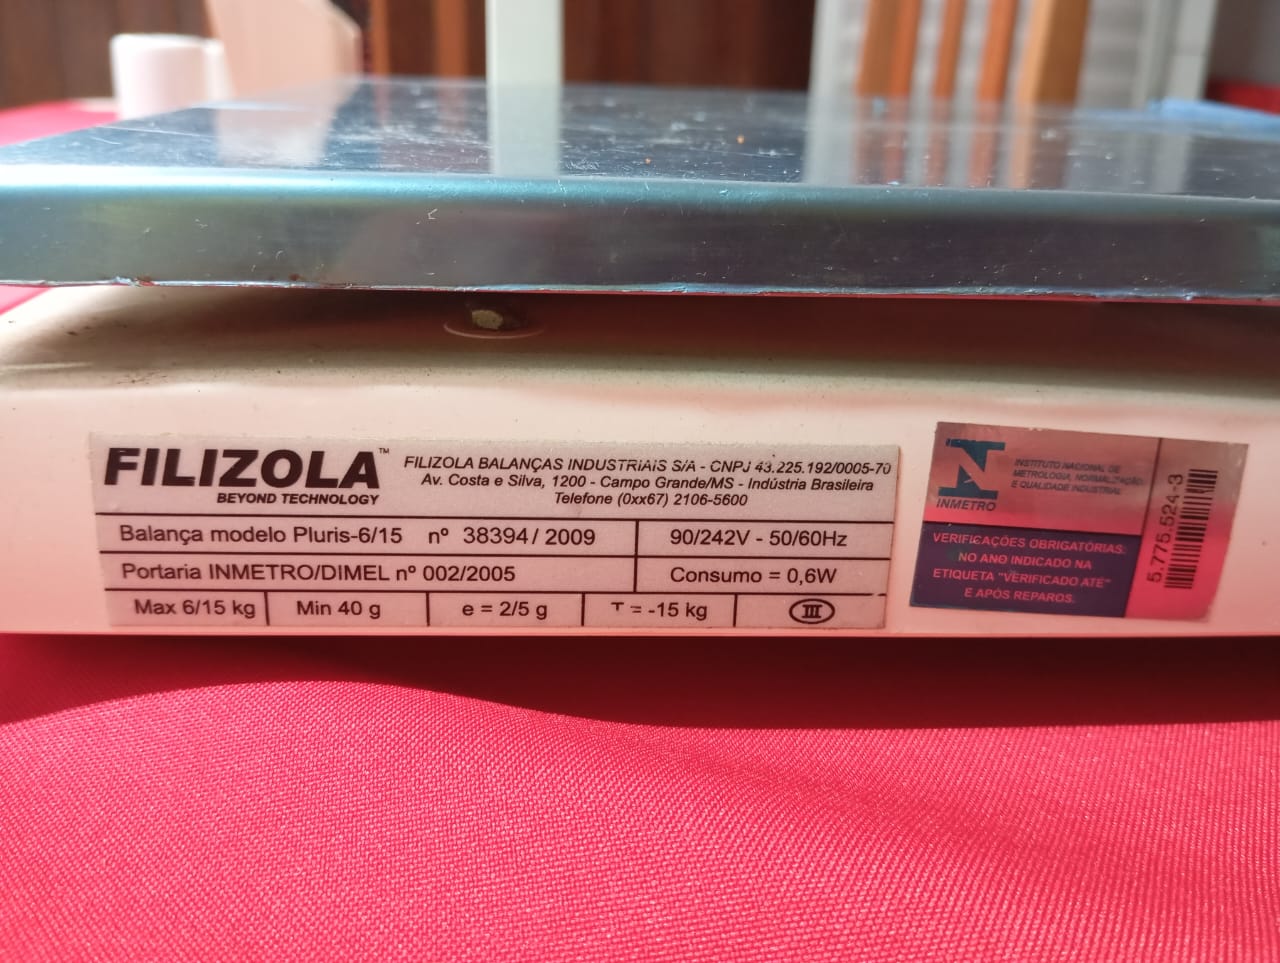 FILIZOLA™
BEYOND TECHNOLOGY
FILIZOLA BALANÇAS INDUSTRIAIS S/A - CNPJ 43.225.192/0005-70
Av. Costa e Silva, 1200 - Campo Grande/MS - Indústria Brasileira
Telefone (0xx67) 2106-5600
Balança modelo Pluris-6/15 nº 38394 / 2009
90/242V - 50/60Hz
Portaria INMETRO/DIMEL nº 002/2005
Consumo = 0,6W
Max 6/15 kg
Min 40 g
e = 2/5 g
T = -15 kg
III
INMETRO
INSTITUTO NACIONAL DE
METROLOGIA, NORMALIZAÇÃO
E QUALIDADE INDUSTRIAL
VERIFICAÇÕES OBRIGATÓRIAS:
NO ANO INDICADO NA
ETIQUETA "VERIFICADO ATÉ"
E APÓS REPAROS.
5.775.524-3